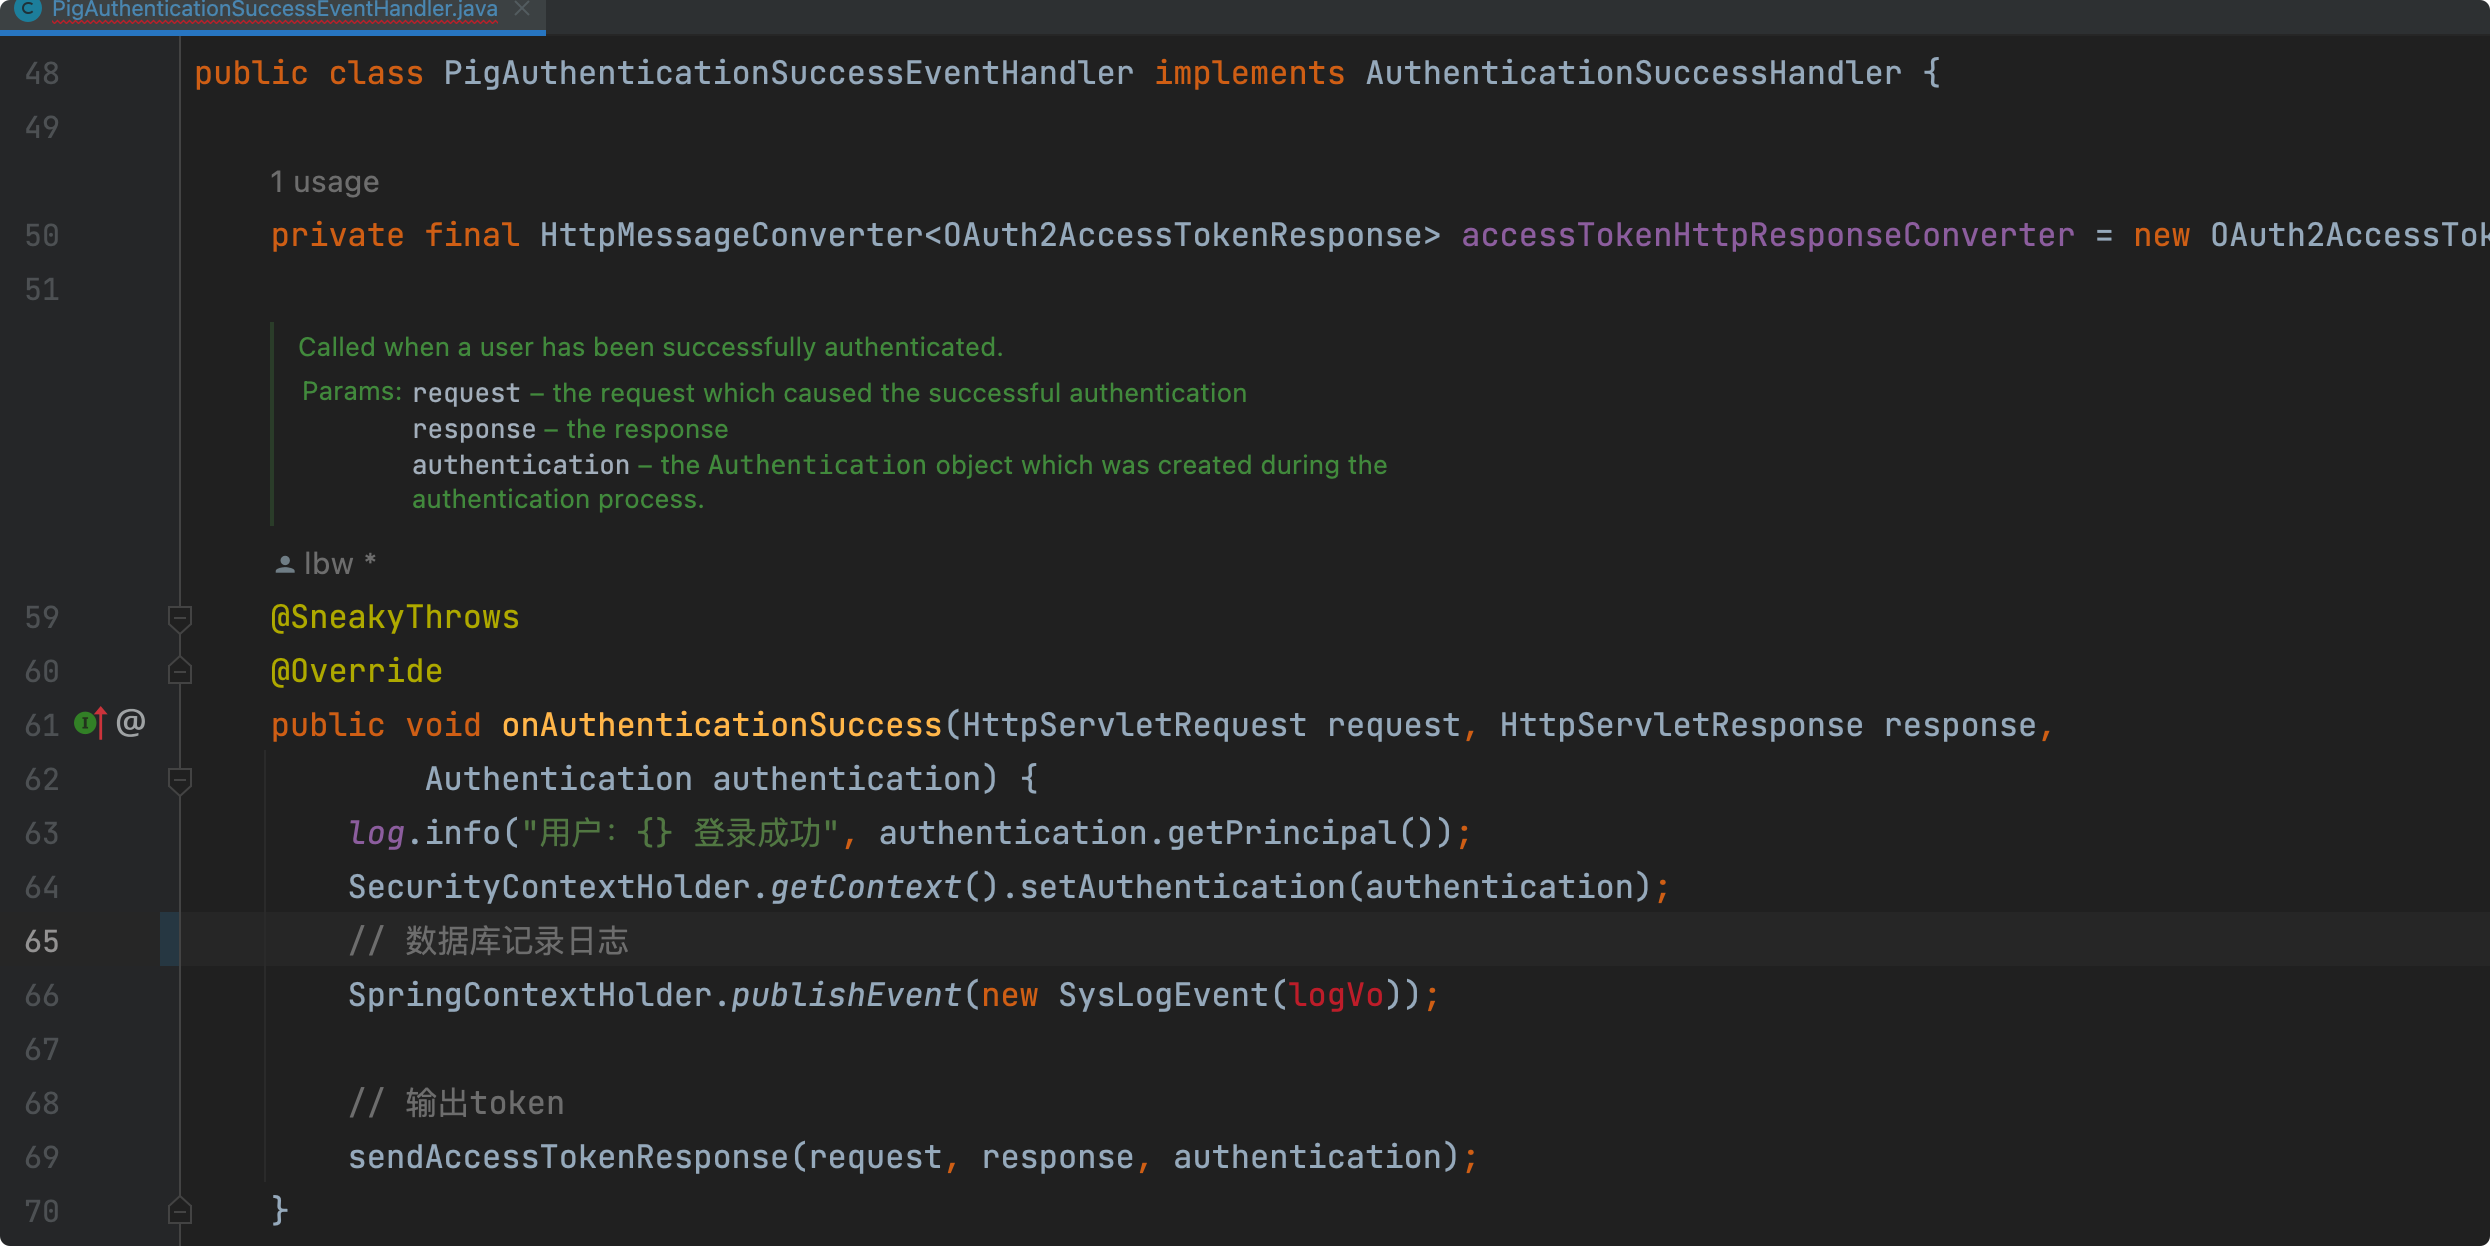 PigAuthenticationSuccessEventHandler.java
48 public class PigAuthenticationSuccessEventHandler implements AuthenticationSuccessHandler {
49
1 usage
50 private final HttpMessageConverter<OAuth2AccessTokenResponse> accessTokenHttpResponseConverter = new OAuth2AccessTok
51
Called when a user has been successfully authenticated.
Params: request – the request which caused the successful authentication
response – the response
authentication – the Authentication object which was created during the
authentication process.
lbw *
59 @SneakyThrows
60 @Override
61 @ public void onAuthenticationSuccess(HttpServletRequest request, HttpServletResponse response,
62 Authentication authentication) {
63 log.info("用户：{} 登录成功", authentication.getPrincipal());
64 SecurityContextHolder.getContext().setAuthentication(authentication);
65 // 数据库记录日志
66 SpringContextHolder.publishEvent(new SysLogEvent(logVo));
67
68 // 输出token
69 sendAccessTokenResponse(request, response, authentication);
70 }